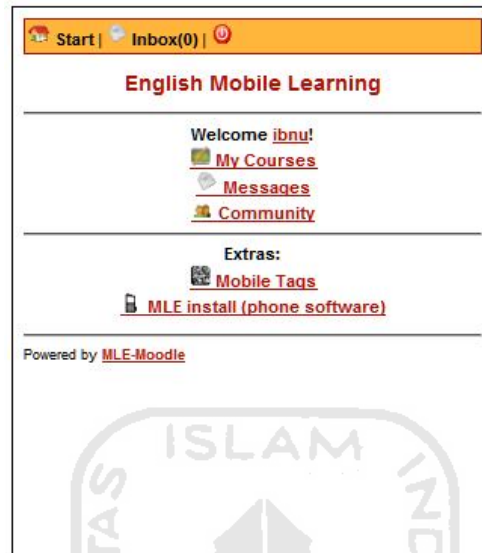 Start | Inbox(0) |
English Mobile Learning
Welcome ibnu!
My Courses
Messages
Community
Extras:
Mobile Tags
MLE install (phone software)
Powered by MLE-Moodle
ISLAM